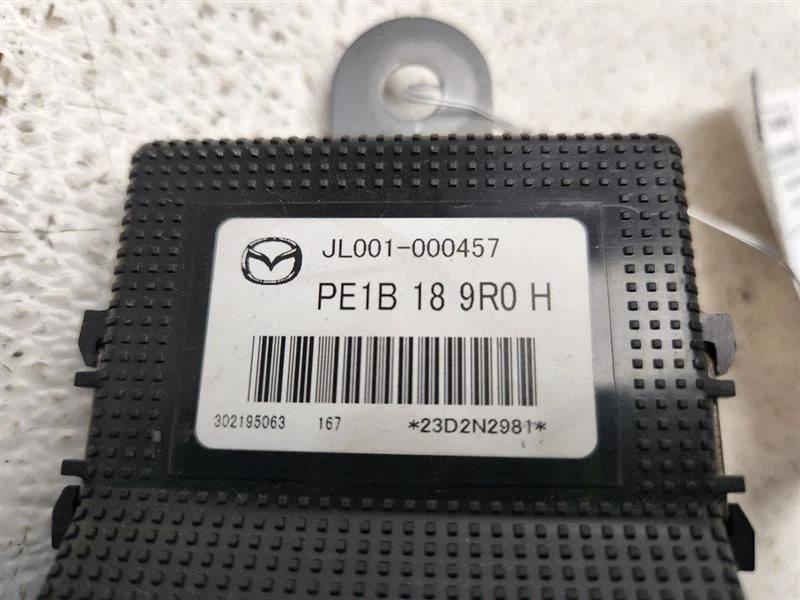 JL001-000457
PE1B 18 9R0 H
302195063 167 *23D2N2981*